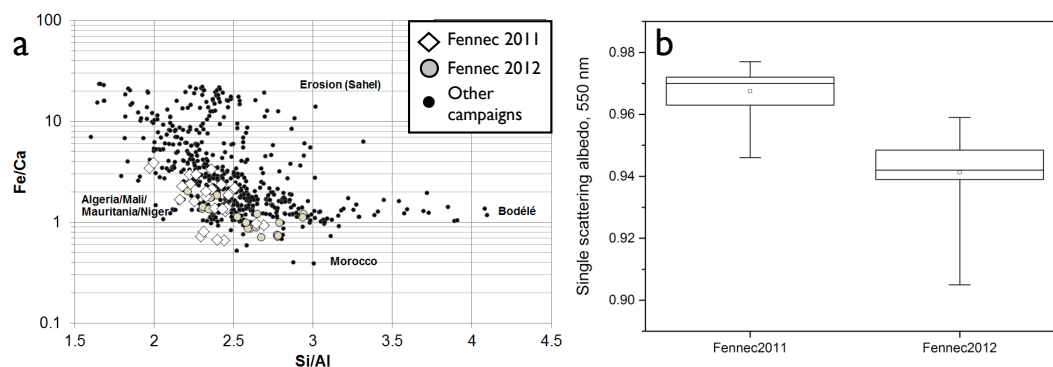 a
100
10
1
0.1
Fe/Ca
1.5
2
2.5
3
3.5
4
4.5
Si/Al
Fennec 2011
Fennec 2012
Other
campaigns
Erosion (Sahel)
Algeria/Mali/
Mauritania/Niger
Bodélé
Morocco
b
0.98
0.96
0.94
0.92
0.90
Single scattering albedo, 550 nm
Fennec2011
Fennec2012